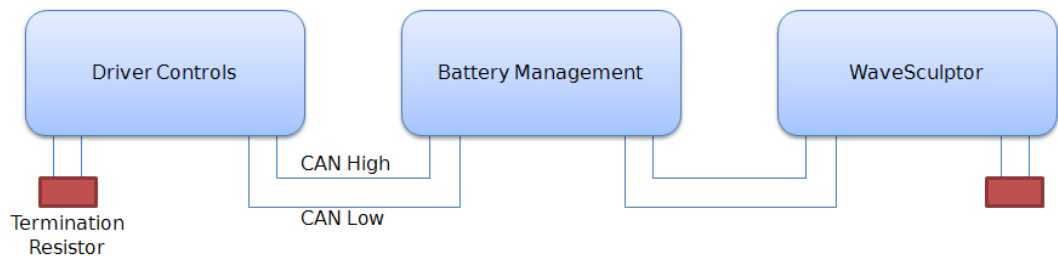 Driver Controls
Battery Management
WaveSculptor
CAN High
CAN Low
Termination
Resistor